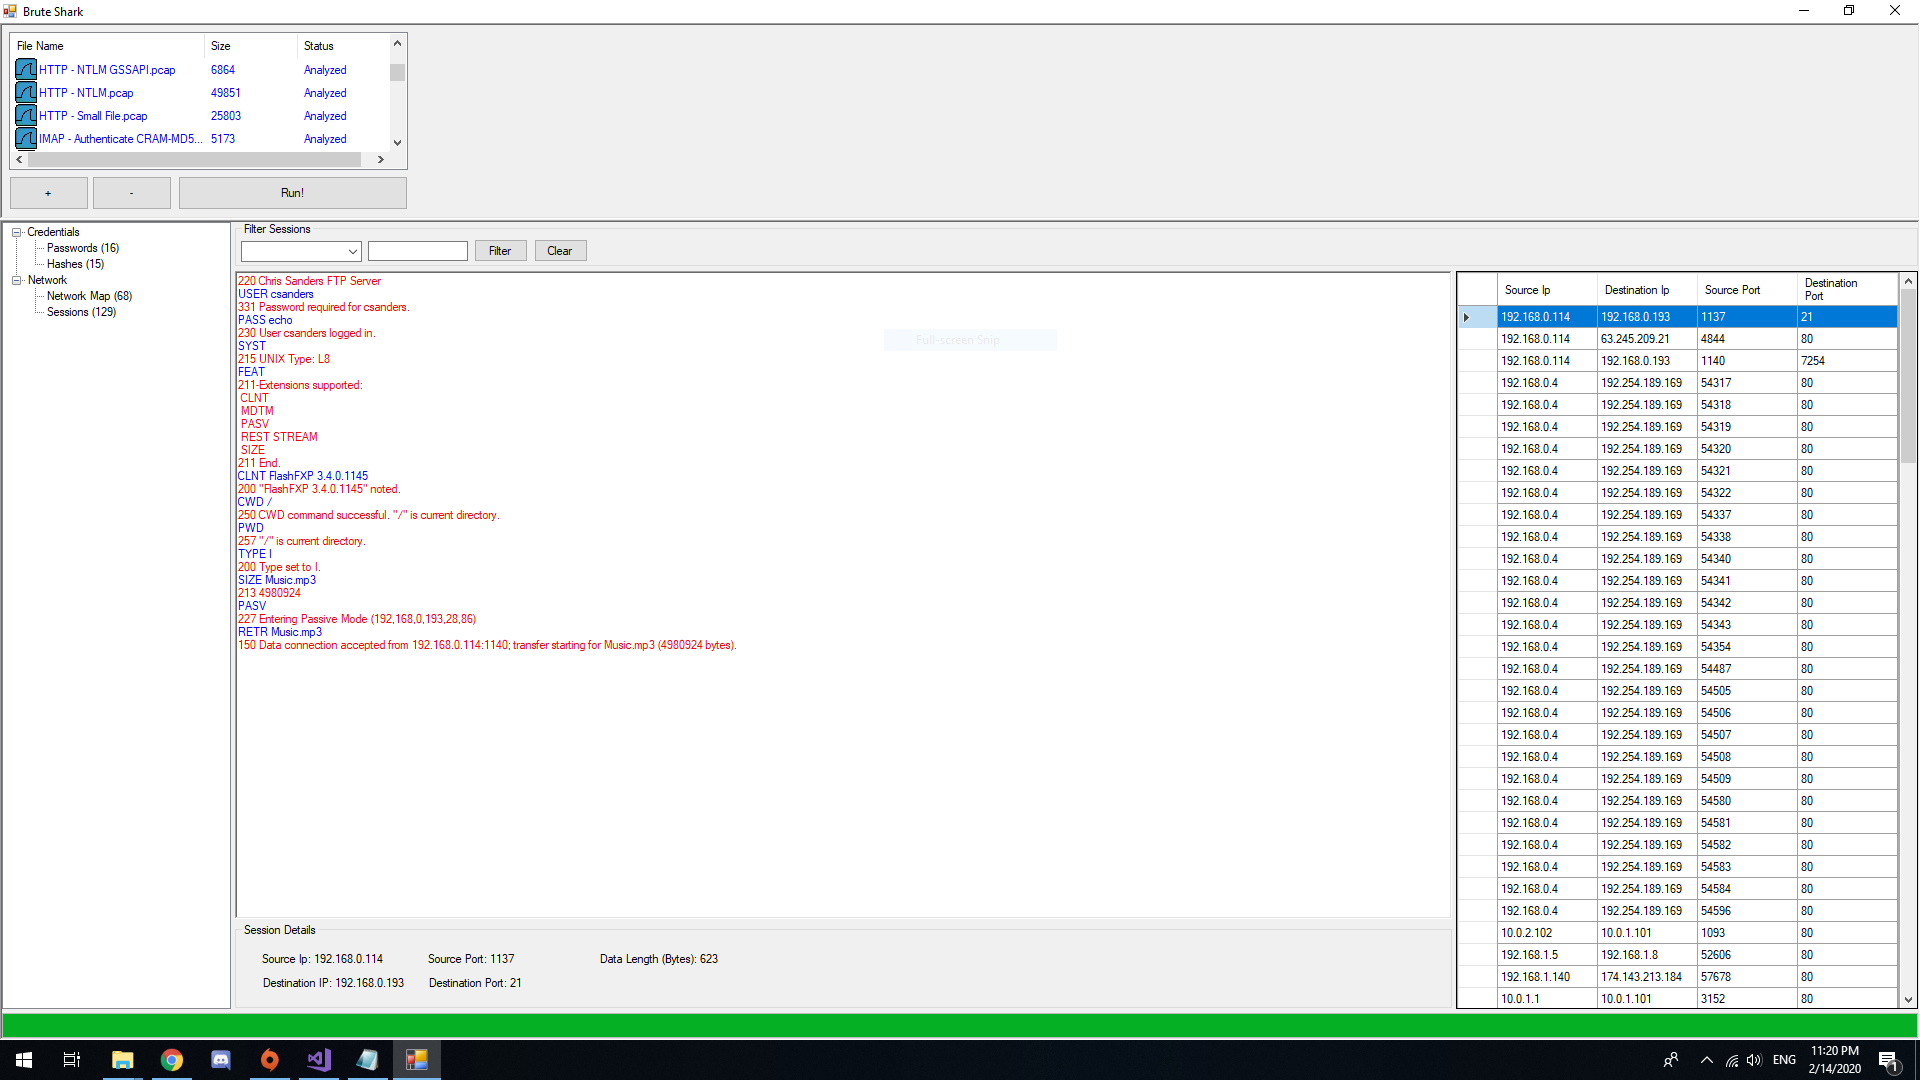 Brute Shark
File Name Size Status
HTTP - NTLM GSSAPI.pcap 6864 Analyzed
HTTP - NTLM.pcap 49851 Analyzed
HTTP - Small File.pcap 25803 Analyzed
IMAP - Authenticate CRAM-MD5... 5173 Analyzed
+ - Run!
Credentials
Passwords (16)
Hashes (15)
Network
Network Map (68)
Sessions (129)
Filter Sessions
Filter Clear
220 Chris Sanders FTP Server
USER csanders
331 Password required for csanders.
PASS echo
230 User csanders logged in.
SYST
215 UNIX Type: L8
FEAT
211-Extensions supported:
CLNT
MDTM
PASV
REST STREAM
SIZE
211 End.
CLNT FlashFXP 3.4.0.1145
200 "FlashFXP 3.4.0.1145" noted.
CWD /
250 CWD command successful. "/" is current directory.
PWD
257 "/" is current directory.
TYPE I
200 Type set to I.
SIZE Music.mp3
213 4980924
PASV
227 Entering Passive Mode (192,168,0,193,28,86)
RETR Music.mp3
150 Data connection accepted from 192.168.0.114:1140; transfer starting for Music.mp3 (4980924 bytes).
Full-screen Snip
Session Details
Source Ip: 192.168.0.114 Source Port: 1137 Data Length (Bytes): 623
Destination IP: 192.168.0.193 Destination Port: 21
Source Ip Destination Ip Source Port Destination Port
192.168.0.114 192.168.0.193 1137 21
192.168.0.114 63.245.209.21 4844 80
192.168.0.114 192.168.0.193 1140 7254
192.168.0.4 192.254.189.169 54317 80
192.168.0.4 192.254.189.169 54318 80
192.168.0.4 192.254.189.169 54319 80
192.168.0.4 192.254.189.169 54320 80
192.168.0.4 192.254.189.169 54321 80
192.168.0.4 192.254.189.169 54322 80
192.168.0.4 192.254.189.169 54337 80
192.168.0.4 192.254.189.169 54338 80
192.168.0.4 192.254.189.169 54340 80
192.168.0.4 192.254.189.169 54341 80
192.168.0.4 192.254.189.169 54342 80
192.168.0.4 192.254.189.169 54343 80
192.168.0.4 192.254.189.169 54354 80
192.168.0.4 192.254.189.169 54487 80
192.168.0.4 192.254.189.169 54505 80
192.168.0.4 192.254.189.169 54506 80
192.168.0.4 192.254.189.169 54507 80
192.168.0.4 192.254.189.169 54508 80
192.168.0.4 192.254.189.169 54509 80
192.168.0.4 192.254.189.169 54580 80
192.168.0.4 192.254.189.169 54581 80
192.168.0.4 192.254.189.169 54582 80
192.168.0.4 192.254.189.169 54583 80
192.168.0.4 192.254.189.169 54584 80
192.168.0.4 192.254.189.169 54596 80
10.0.2.102 10.0.1.101 1093 80
192.168.1.5 192.168.1.8 52606 80
192.168.1.140 174.143.213.184 57678 80
10.0.1.1 10.0.1.101 3152 80
ENG 11:20 PM
2/14/2020
1